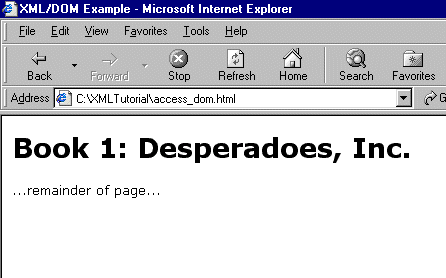 XML/DOM Example - Microsoft Internet Explorer
File Edit View Favorites Tools Help
Back Forward Stop Refresh Home Search Favorites
Address C:\XMLTutorial\access_dom.html
Book 1: Desperadoes, Inc.
...remainder of page...